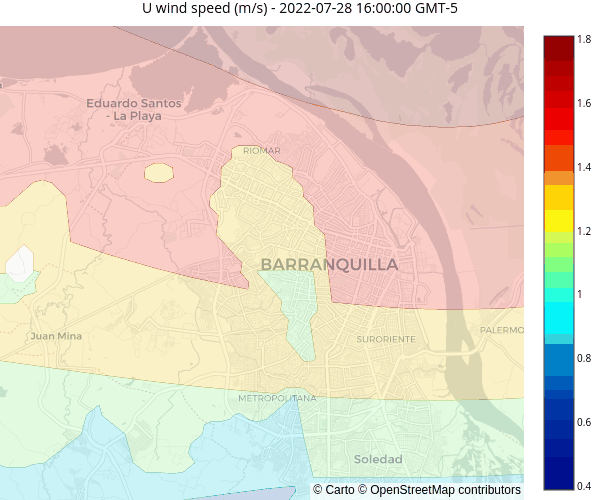 U wind speed (m/s) - 2022-07-28 16:00:00 GMT-5
1.8
1.6
1.4
1.2
1
0.8
0.6
0.4
Eduardo Santos
- La Playa
RIOMAR
BARRANQUILLA
Juan Mina
SURORIENTE
PALERMO
METROPOLITANA
Soledad
© Carto © OpenStreetMap contributors